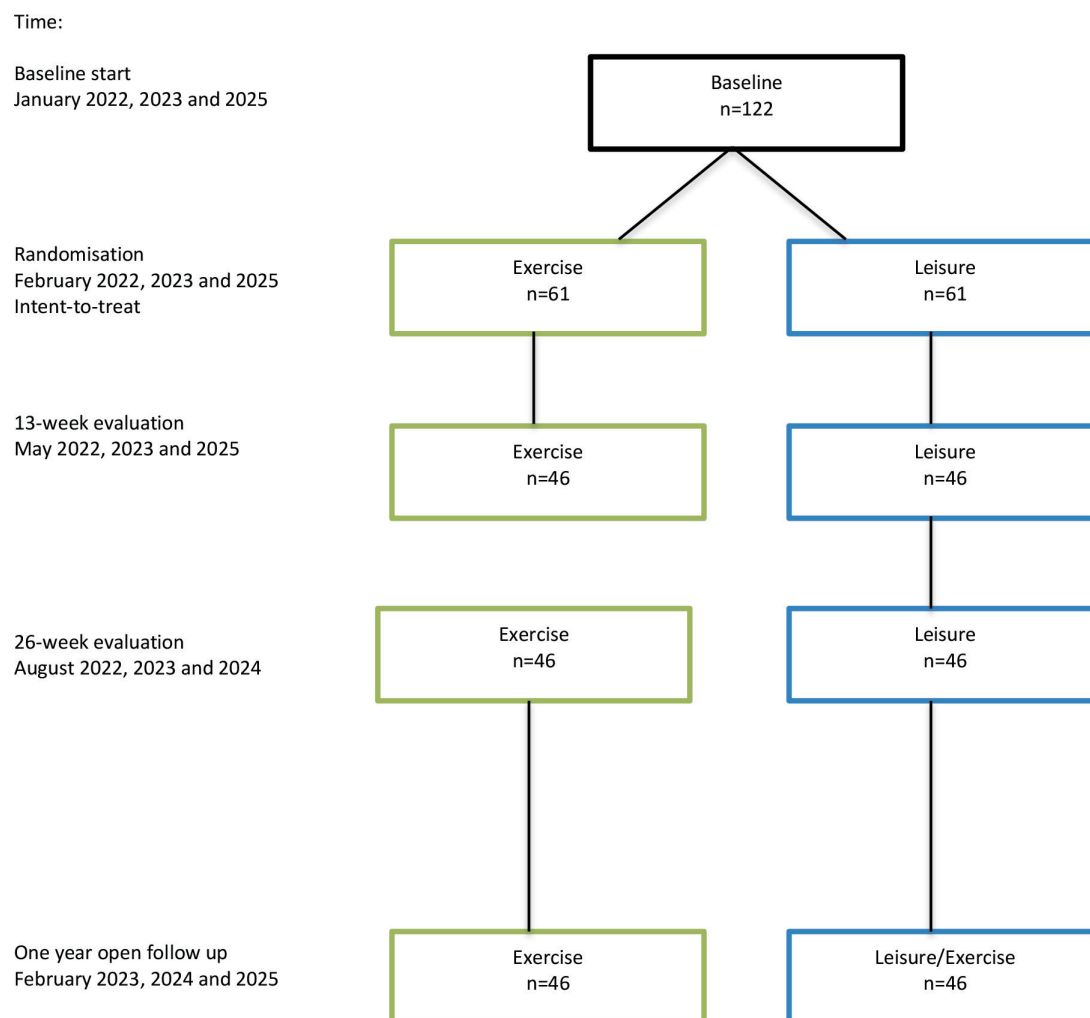 Time:
Baseline start
January 2022, 2023 and 2025
Baseline
n=122
Randomisation
February 2022, 2023 and 2025
Intent-to-treat
Exercise
n=61
Leisure
n=61
13-week evaluation
May 2022, 2023 and 2025
Exercise
n=46
Leisure
n=46
26-week evaluation
August 2022, 2023 and 2024
Exercise
n=46
Leisure
n=46
One year open follow up
February 2023, 2024 and 2025
Exercise
n=46
Leisure/Exercise
n=46